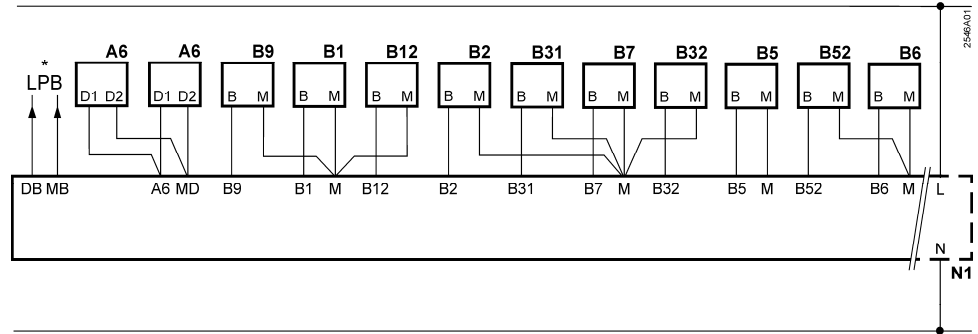 2546A01
A6 A6 B9 B1 B12 B2 B31 B7 B32 B5 B52 B6
*
LPB
D1 D2 D1 D2 B M B M B M B M B M B M B M B M B M B M
DB MB A6 MD B9 B1 M B12 B2 B31 B7 M B32 B5 M B52 B6 M L
N
N1